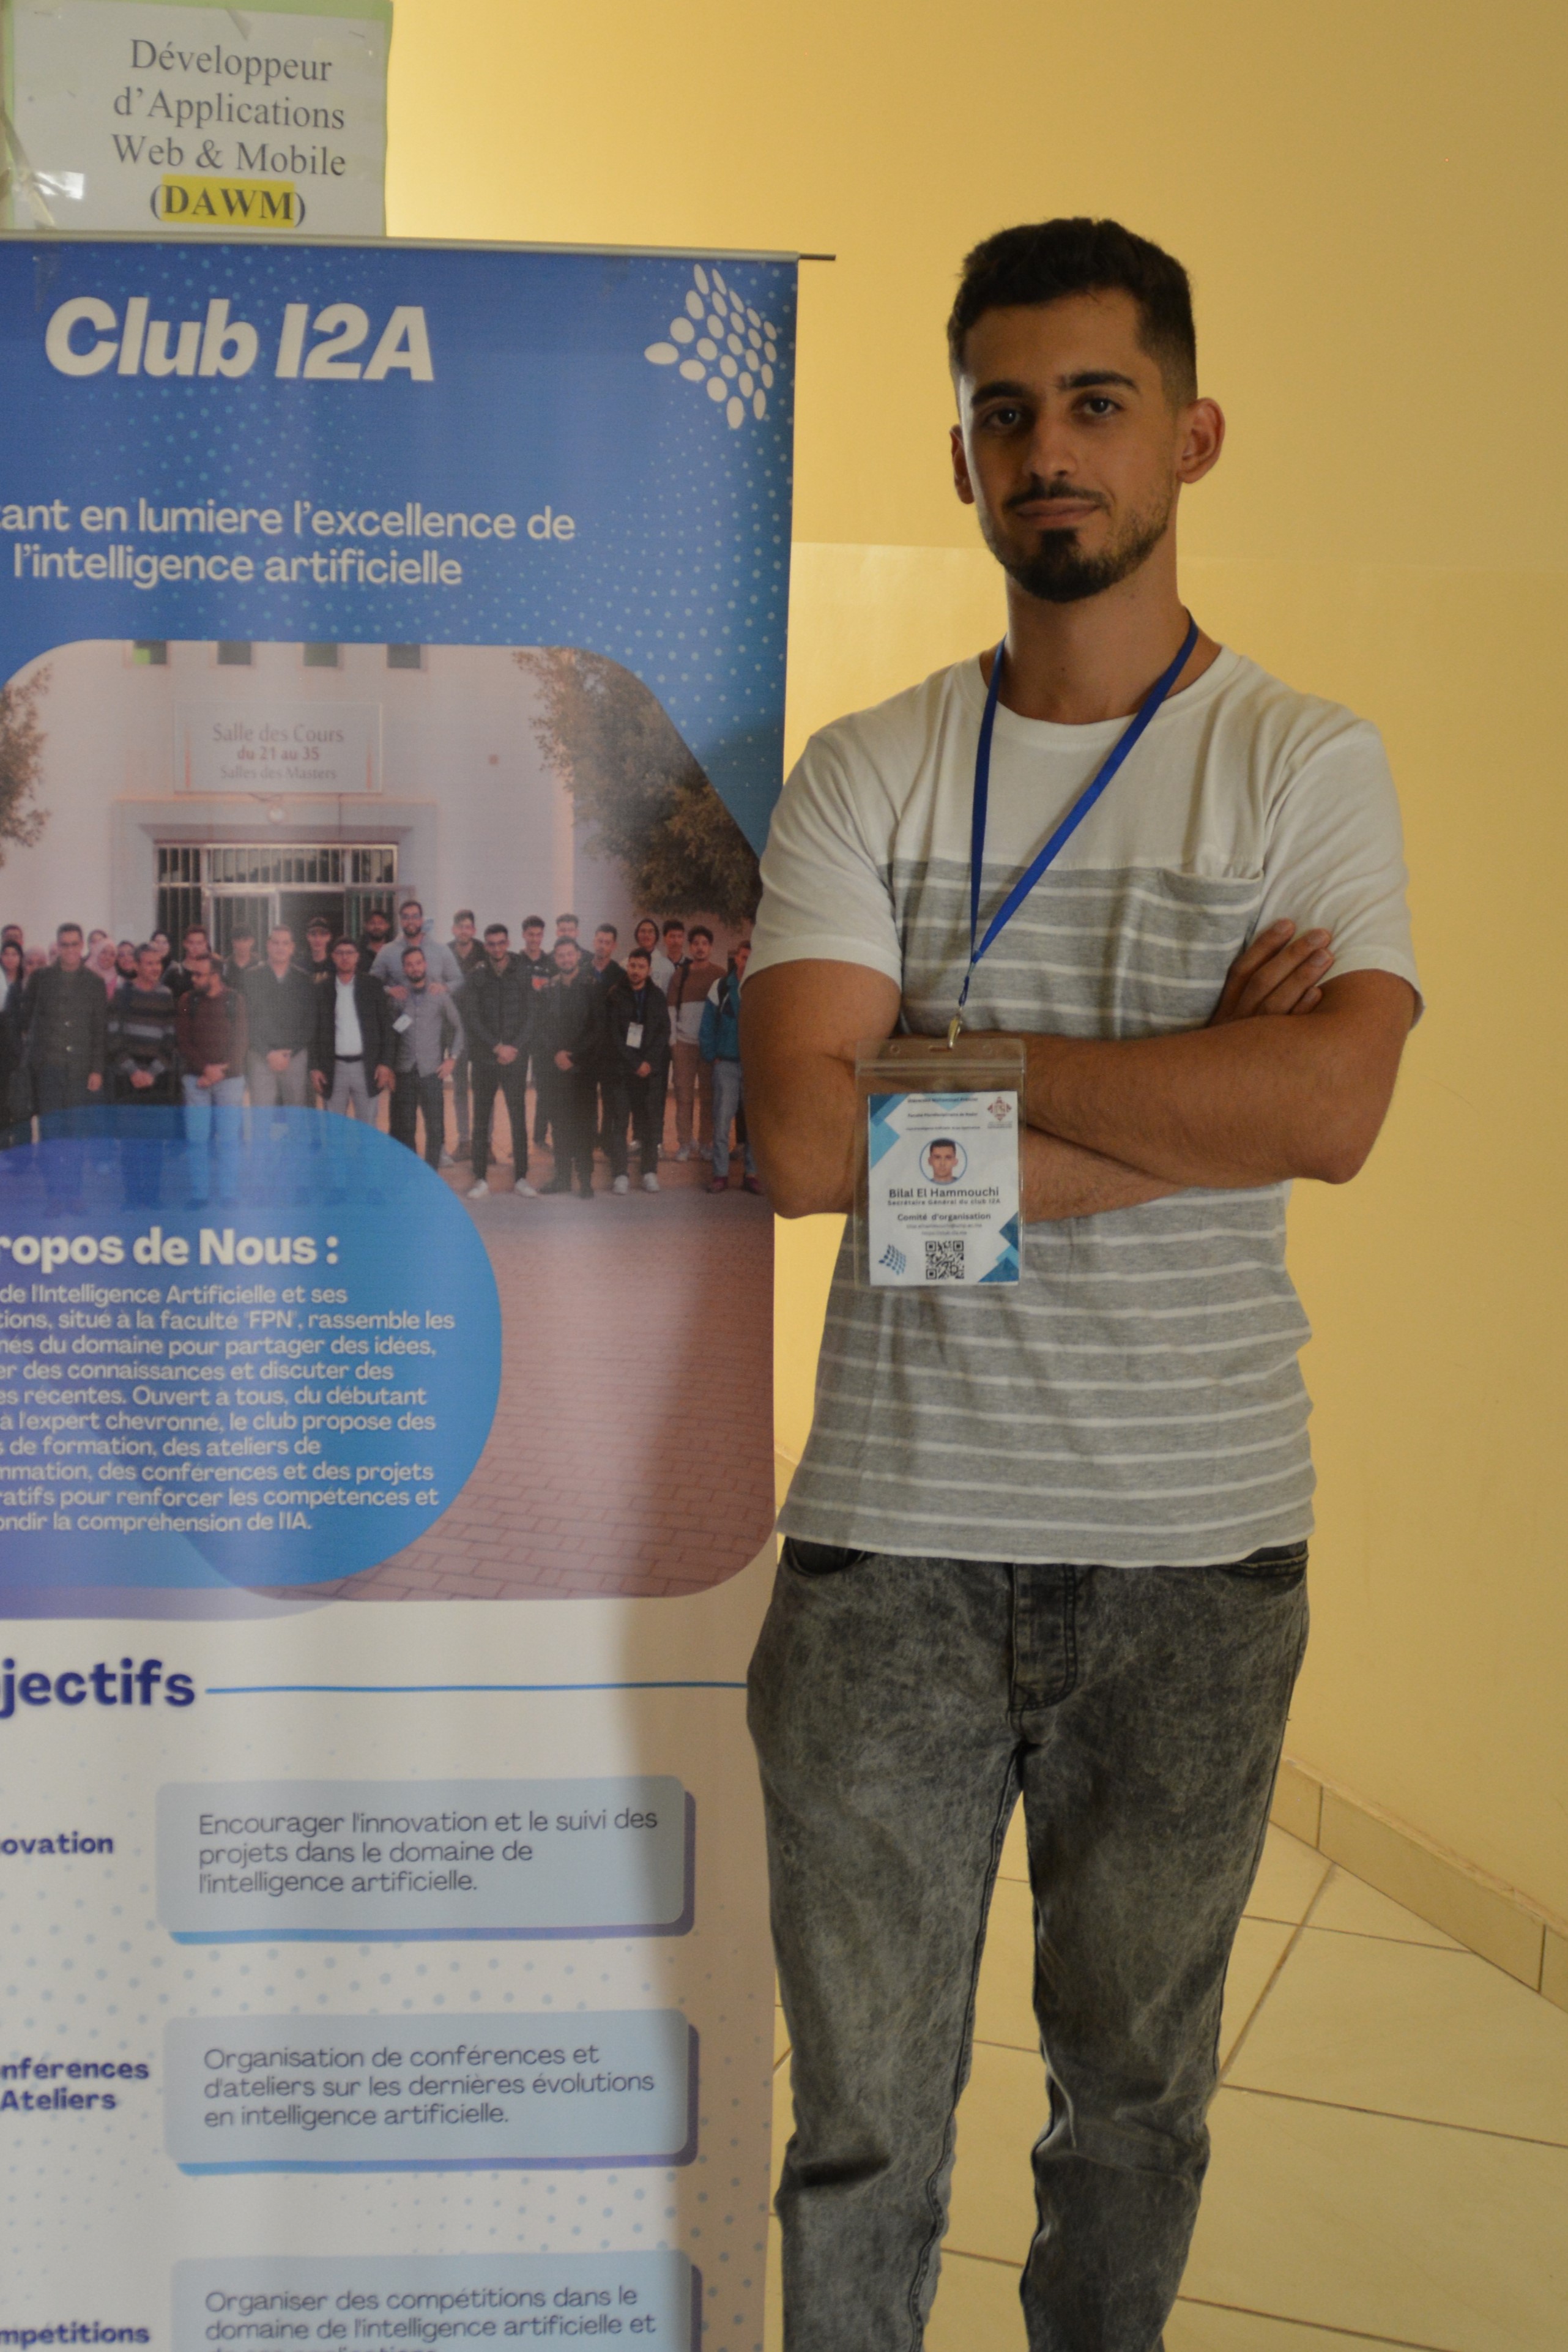 Développeur
d'Applications
Web & Mobile
(DAWM)
Club I2A
ant en lumiere l'excellence de
l'intelligence artificielle
Salle des Cours
du 21 au 35
Salles des Masters
ropos de Nous :
de l'Intelligence Artificielle et ses
tions, situé à la faculté "FPN", rassemble les
nés du domaine pour partager des idées,
er des connaissances et discuter des
es récentes. Ouvert à tous, du débutant
à l'expert chevronné, le club propose des
s de formation, des ateliers de
mmation, des conférences et des projets
ratifs pour renforcer les compétences et
ondir la compréhension de l'IA.
jectifs
ovation
Encourager l'innovation et le suivi des
projets dans le domaine de
l'intelligence artificielle.
nférences
Ateliers
Organisation de conférences et
d'ateliers sur les dernières évolutions
en intelligence artificielle.
mpétitions
Organiser des compétitions dans le
domaine de l'intelligence artificielle et
Bilal El Hammouchi
Secrétaire Général du club I2A
Comité d'organisation